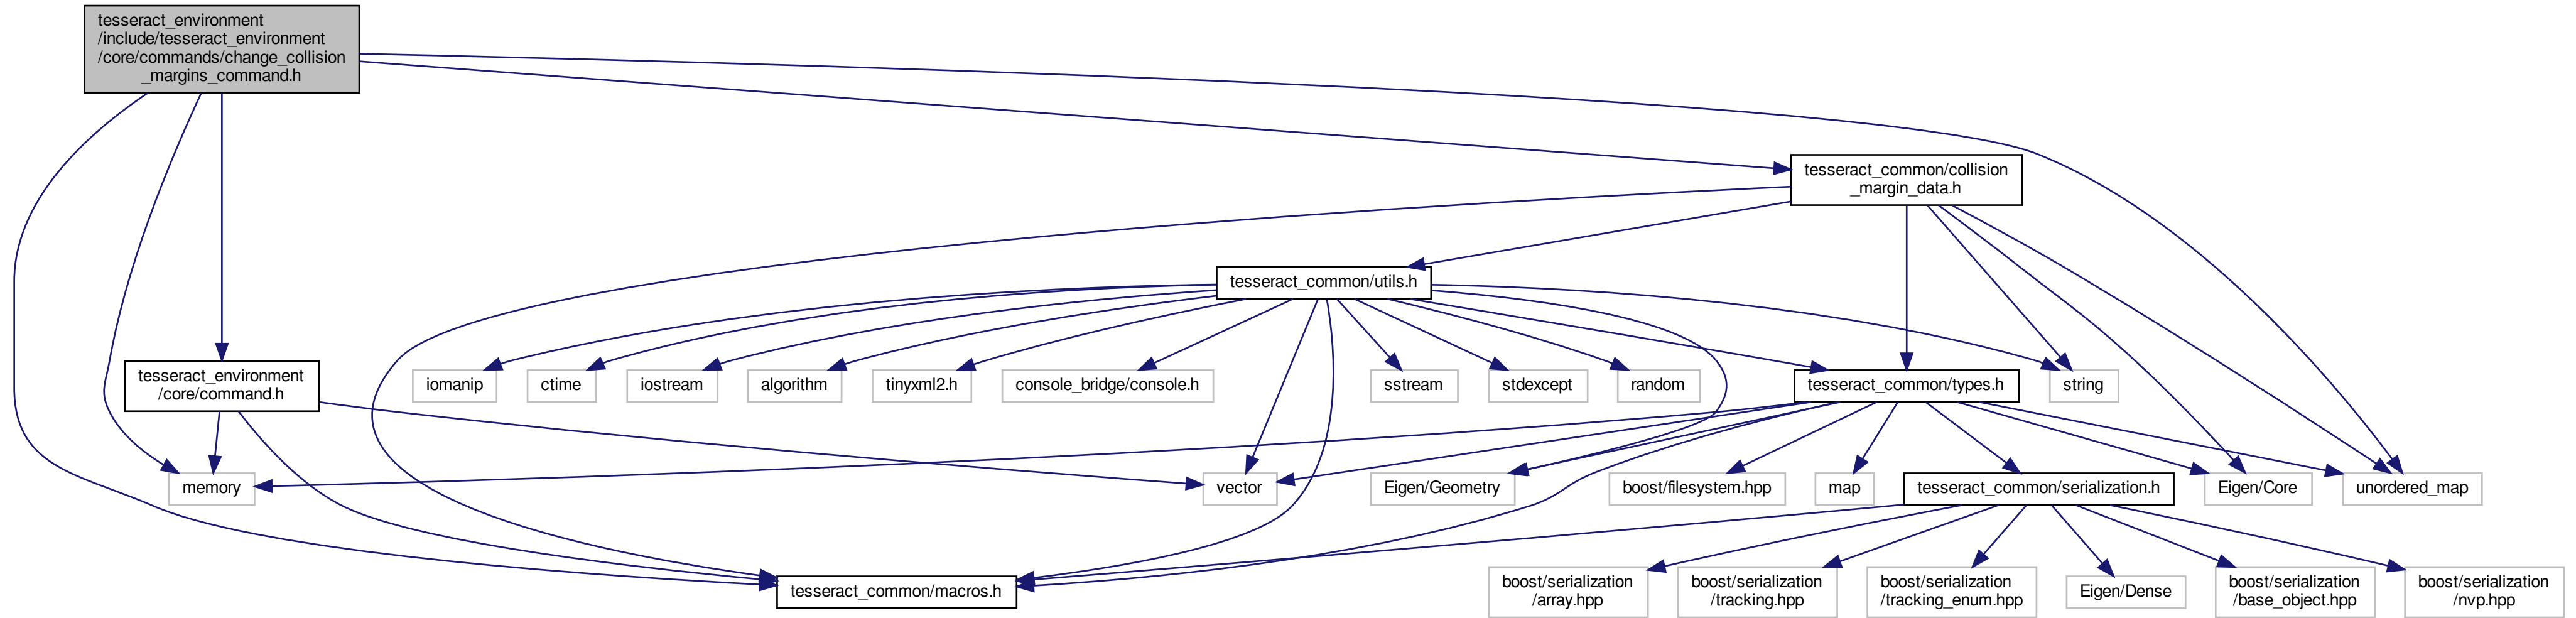 tesseract_environment
/include/tesseract_environment
/core/commands/change_collision
_margins_command.h
tesseract_common/collision
_margin_data.h
tesseract_common/utils.h
tesseract_environment
/core/command.h
iomanip
ctime
iostream
algorithm
tinyxml2.h
console_bridge/console.h
sstream
stdexcept
random
tesseract_common/types.h
string
memory
vector
Eigen/Geometry
boost/filesystem.hpp
map
tesseract_common/serialization.h
Eigen/Core
unordered_map
tesseract_common/macros.h
boost/serialization
/array.hpp
boost/serialization
/tracking.hpp
boost/serialization
/tracking_enum.hpp
Eigen/Dense
boost/serialization
/base_object.hpp
boost/serialization
/nvp.hpp